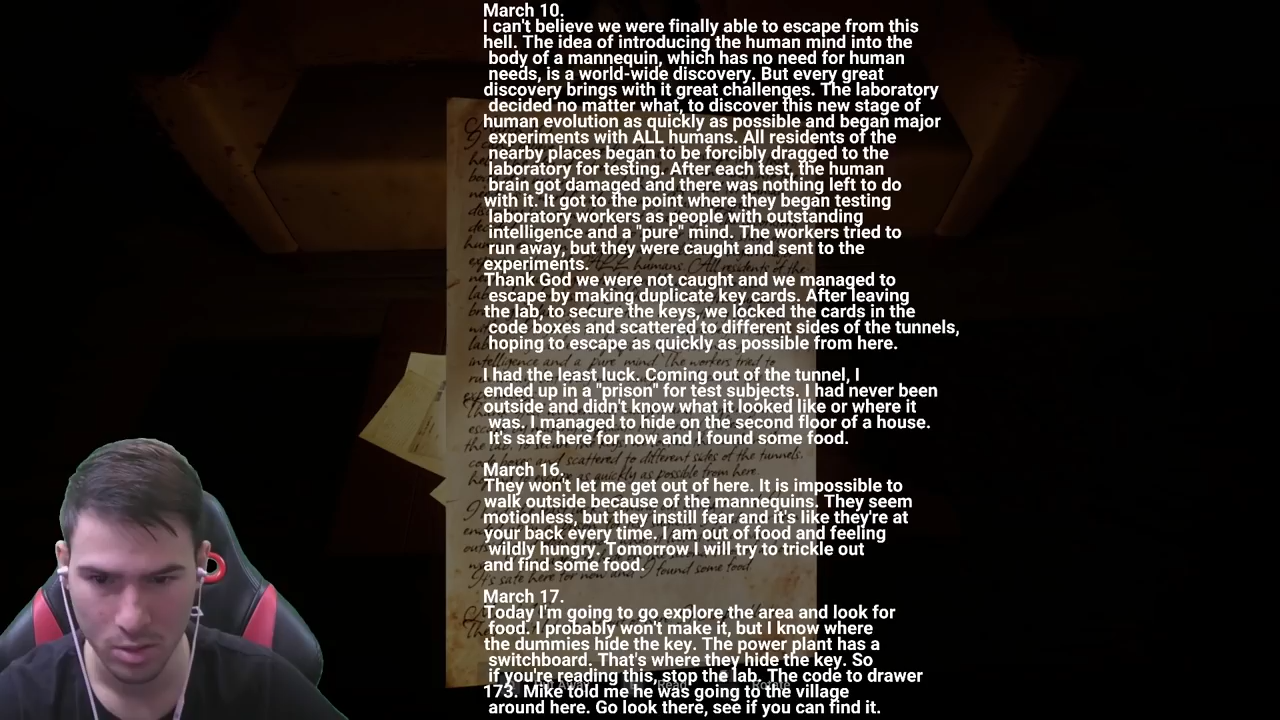 March 10.
I can't believe we were finally able to escape from this
hell. The idea of introducing the human mind into the
body of a mannequin, which has no need for human
needs, is a world-wide discovery. But every great
discovery brings with it great challenges. The laboratory
decided no matter what, to discover this new stage of
human evolution as quickly as possible and began major
experiments with ALL humans. All residents of the
nearby places began to be forcibly dragged to the
laboratory for testing. After each test, the human
brain got damaged and there was nothing left to do
with it. It got to the point where they began testing
laboratory workers as people with outstanding
intelligence and a "pure" mind. The workers tried to
run away, but they were caught and sent to the
experiments.
Thank God we were not caught and we managed to
escape by making duplicate key cards. After leaving
the lab, to secure the keys, we locked the cards in the
code boxes and scattered to different sides of the tunnels,
hoping to escape as quickly as possible from here.
I had the least luck. Coming out of the tunnel, I
ended up in a "prison" for test subjects. I had never been
outside and didn't know what it looked like or where it
was. I managed to hide on the second floor of a house.
It's safe here for now and I found some food.
March 16.
They won't let me get out of here. It is impossible to
walk outside because of the mannequins. They seem
motionless, but they instill fear and it's like they're at
your back every time. I am out of food and feeling
wildly hungry. Tomorrow I will try to trickle out
and find some food.
March 17.
Today I'm going to go explore the area and look for
food. I probably won't make it, but I know where
the dummies hide the key. The power plant has a
switchboard. That's where they hide the key. So
if you're reading this, stop the lab. The code to drawer
173. Mike told me he was going to the village
around here. Go look there, see if you can find it.